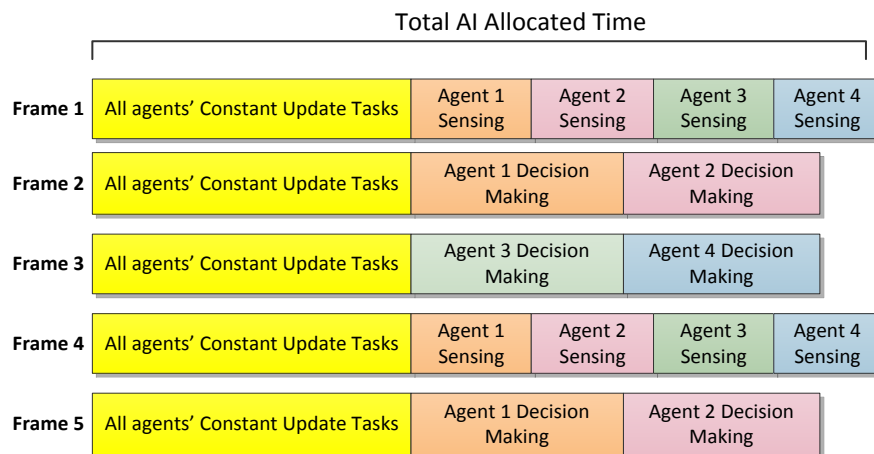 Total AI Allocated Time
Frame 1
All agents’ Constant Update Tasks
Agent 1
Sensing
Agent 2
Sensing
Agent 3
Sensing
Agent 4
Sensing
Frame 2
All agents’ Constant Update Tasks
Agent 1 Decision
Making
Agent 2 Decision
Making
Frame 3
All agents’ Constant Update Tasks
Agent 3 Decision
Making
Agent 4 Decision
Making
Frame 4
All agents’ Constant Update Tasks
Agent 1
Sensing
Agent 2
Sensing
Agent 3
Sensing
Agent 4
Sensing
Frame 5
All agents’ Constant Update Tasks
Agent 1 Decision
Making
Agent 2 Decision
Making